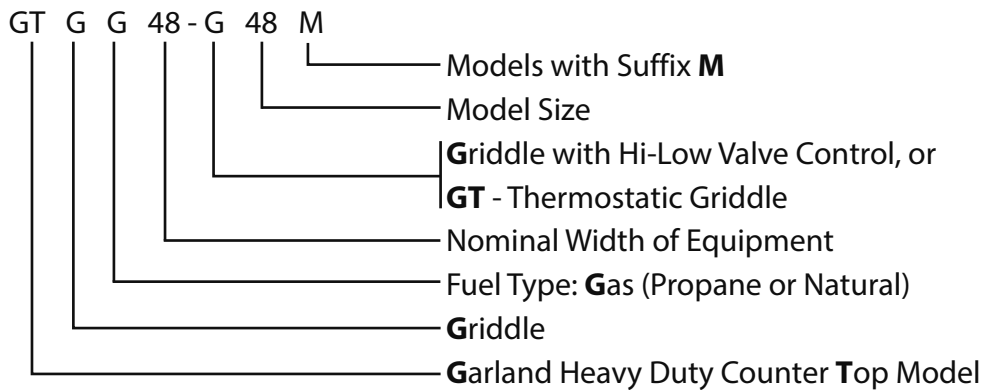 GT G G 48 - G 48 M
Models with Suffix M
Model Size
Griddle with Hi-Low Valve Control, or
GT - Thermostatic Griddle
Nominal Width of Equipment
Fuel Type: Gas (Propane or Natural)
Griddle
Garland Heavy Duty Counter Top Model